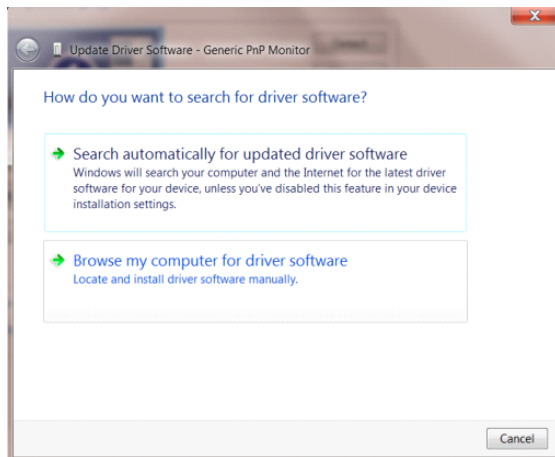 Update Driver Software - Generic PnP Monitor
How do you want to search for driver software?
Search automatically for updated driver software
Windows will search your computer and the Internet for the latest driver
software for your device, unless you've disabled this feature in your device
installation settings.
Browse my computer for driver software
Locate and install driver software manually.
Cancel